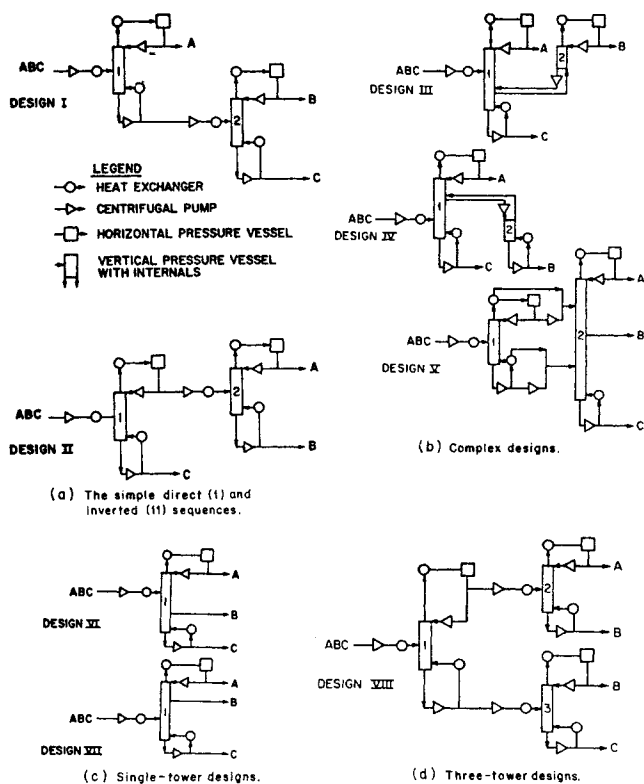 ABC
1
A
DESIGN I
2
B
C
LEGEND
HEAT EXCHANGER
CENTRIFUGAL PUMP
HORIZONTAL PRESSURE VESSEL
VERTICAL PRESSURE VESSEL
WITH INTERNALS
ABC
1
2
A
DESIGN II
B
C
(a) The simple direct (1) and
inverted (11) sequences.
ABC
1
A
2
B
DESIGN III
C
ABC
1
A
2
DESIGN IV
C
B
ABC
1
2
A
B
DESIGN V
C
(b) Complex designs.
ABC
1
A
B
DESIGN VI
C
ABC
1
A
B
DESIGN VII
C
(c) Single-tower designs.
ABC
1
2
A
B
DESIGN VIII
3
B
C
(d) Three-tower designs.